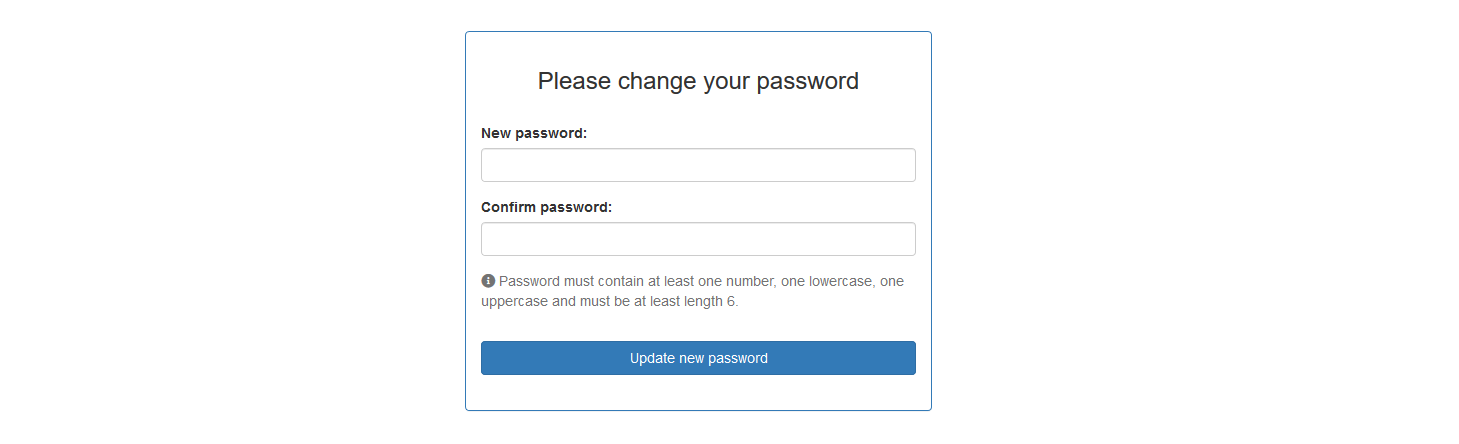 Please change your password
New password:
Confirm password:
Password must contain at least one number, one lowercase, one
uppercase and must be at least length 6.
Update new password